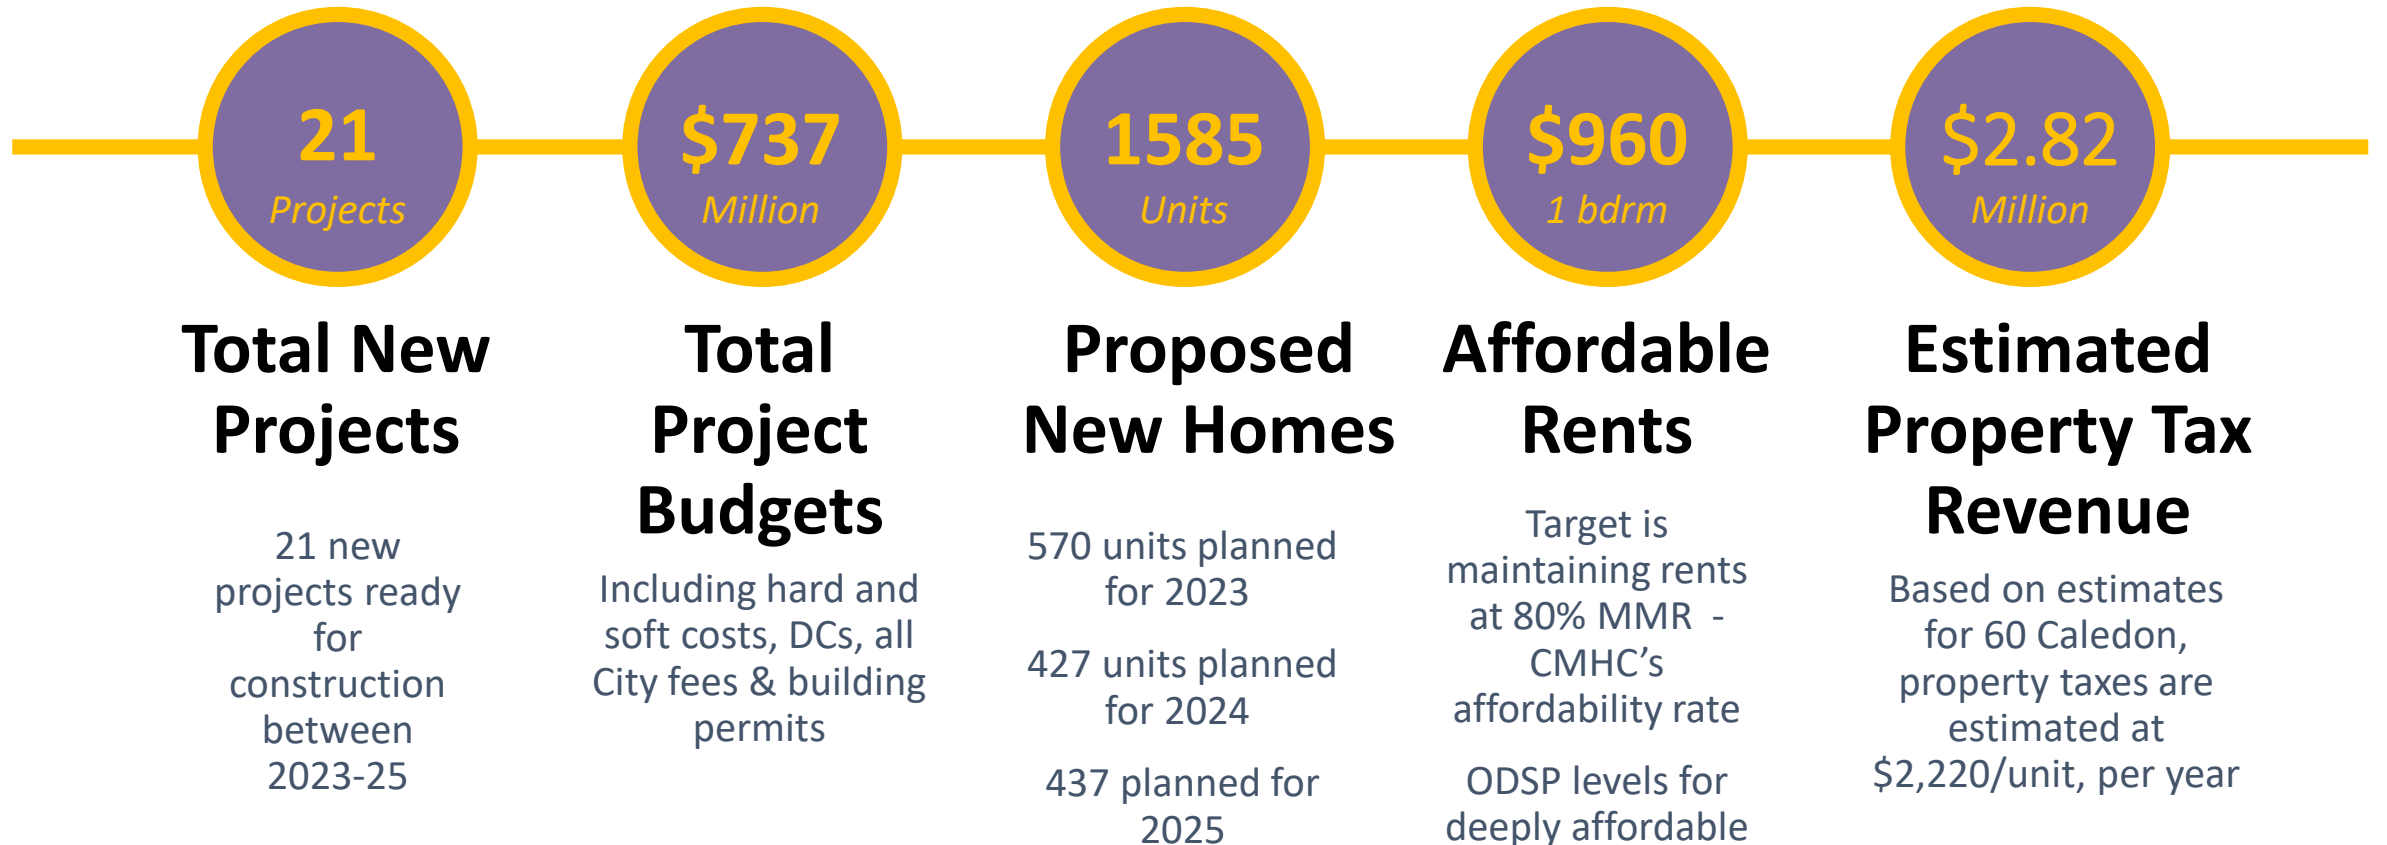 21
Projects
Total New
Projects
21 new
projects ready
for
construction
between
2023-25
$737
Million
Total
Project
Budgets
Including hard and
soft costs, DCs, all
City fees & building
permits
1585
Units
Proposed
New Homes
570 units planned
for 2023
427 units planned
for 2024
437 planned for
2025
$960
1 bdrm
Affordable
Rents
Target is
maintaining rents
at 80% MMR -
CMHC’s
affordability rate
ODSP levels for
deeply affordable
$2.82
Million
Estimated
Property Tax
Revenue
Based on estimates
for 60 Caledon,
property taxes are
estimated at
$2,220/unit, per year